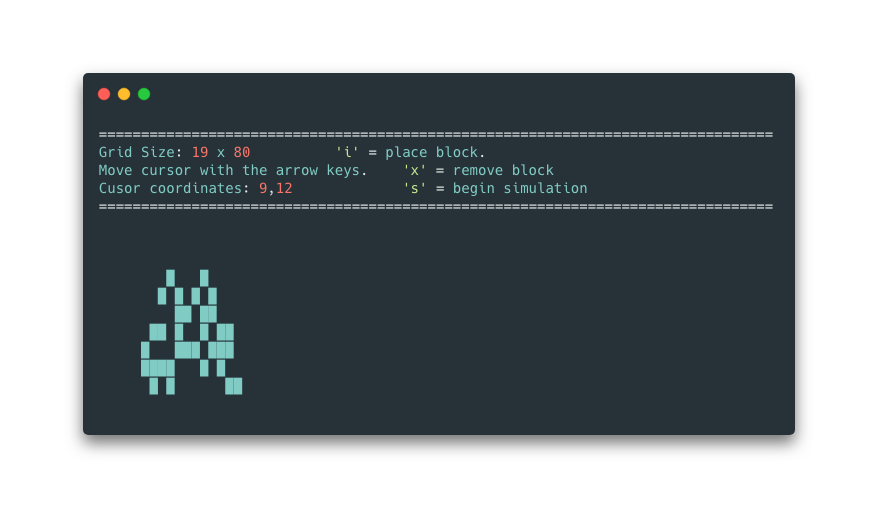 ================================================================================
Grid Size: 19 x 80          'i' = place block.
Move cursor with the arrow keys.    'x' = remove block
Cusor coordinates: 9,12             's' = begin simulation
================================================================================